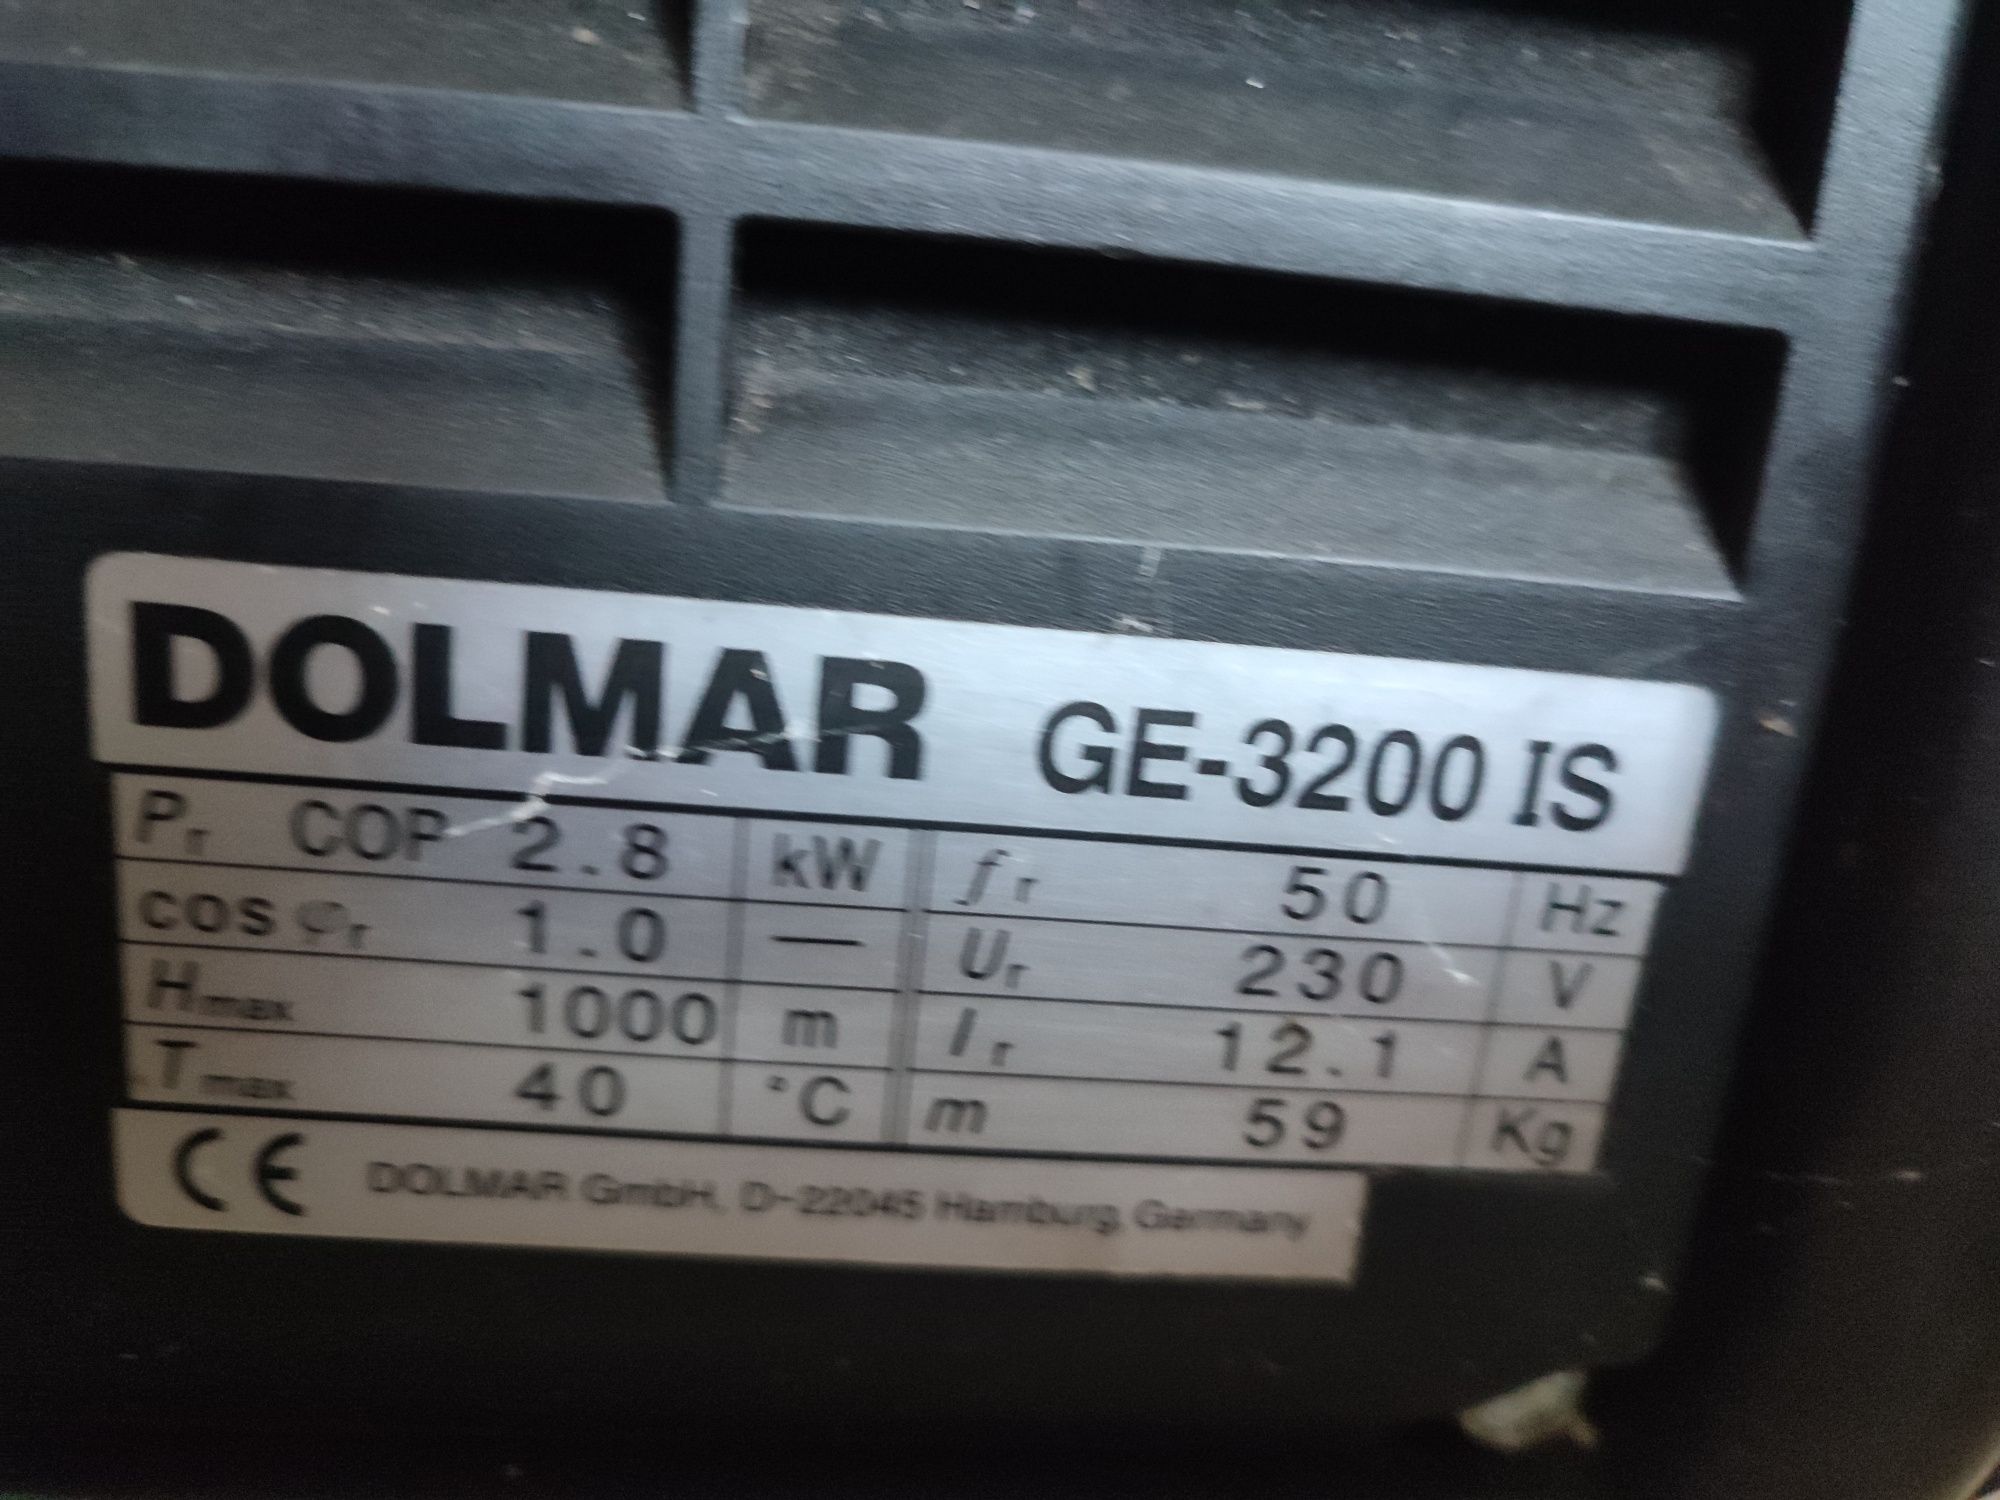 DOLMAR GE-3200 IS
Pr COP 2.8 kW fr 50 Hz
cos φr 1.0 — Ur 230 V
Hmax 1000 m Ir 12.1 A
Tmax 40 °C m 59 Kg
CE DOLMAR GmbH, D-22045 Hamburg, Germany